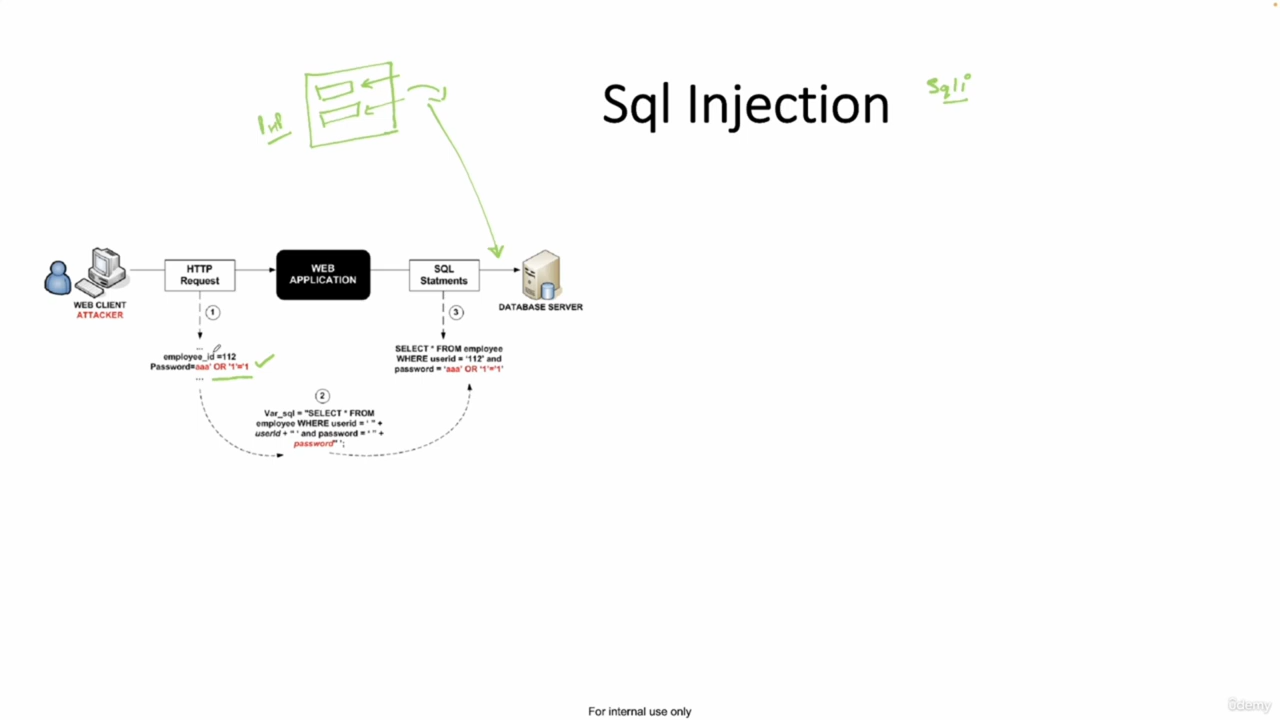 Sql Injection
Sqli
Inp
HTTP
Request
WEB
APPLICATION
SQL
Statments
WEB CLIENT
ATTACKER
DATABASE SERVER
1
3
...
employee_id =112
Password=aaa' OR '1'='1
...
SELECT * FROM employee
WHERE userid = '112' and
password = 'aaa' OR '1'='1'
2
Var_sql = "SELECT * FROM
employee WHERE userid = ' " +
userid + " ' and password = ' " +
password" ';
For internal use only
ûdemy